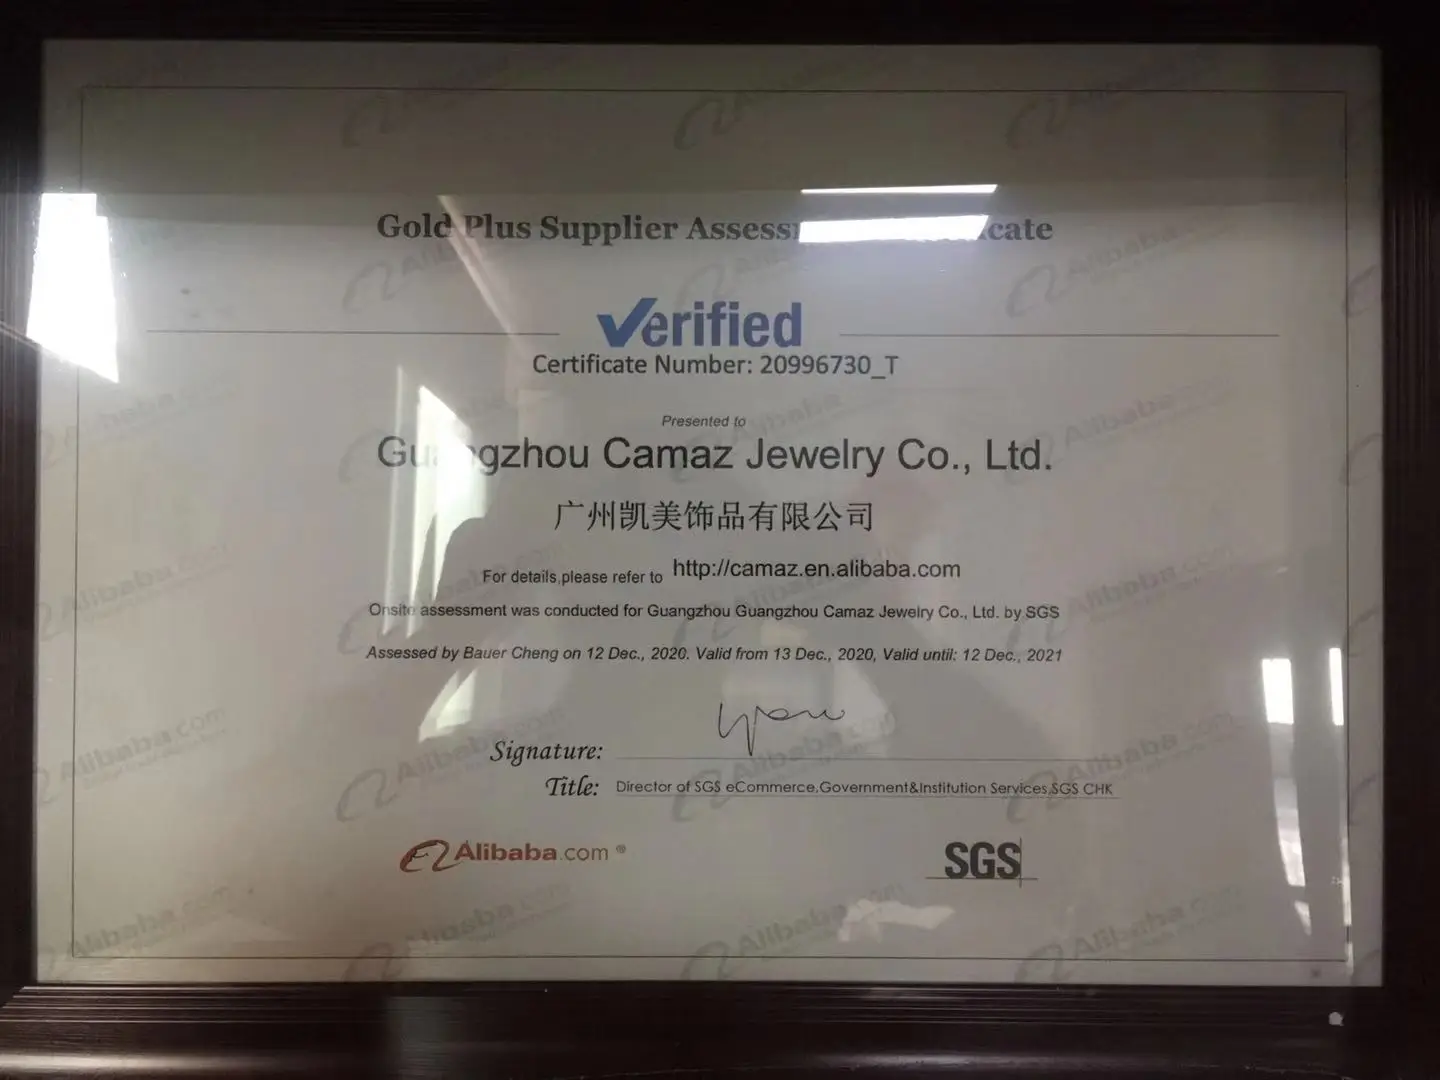 Gold Plus Supplier Assess cate
Verified
Certificate Number: 20996730_T
Presented to
Guangzhou Camaz Jewelry Co., Ltd.
广州凯美饰品有限公司
For details,please refer to http://camaz.en.alibaba.com
Onsite assessment was conducted for Guangzhou Guangzhou Camaz Jewelry Co., Ltd. by SGS
Assessed by Bauer Cheng on 12 Dec., 2020. Valid from 13 Dec., 2020, Valid until: 12 Dec., 2021
Signature:
Title: Director of SGS eCommerce,Government&Institution Services,SGS CHK
Alibaba.com ®
SGS